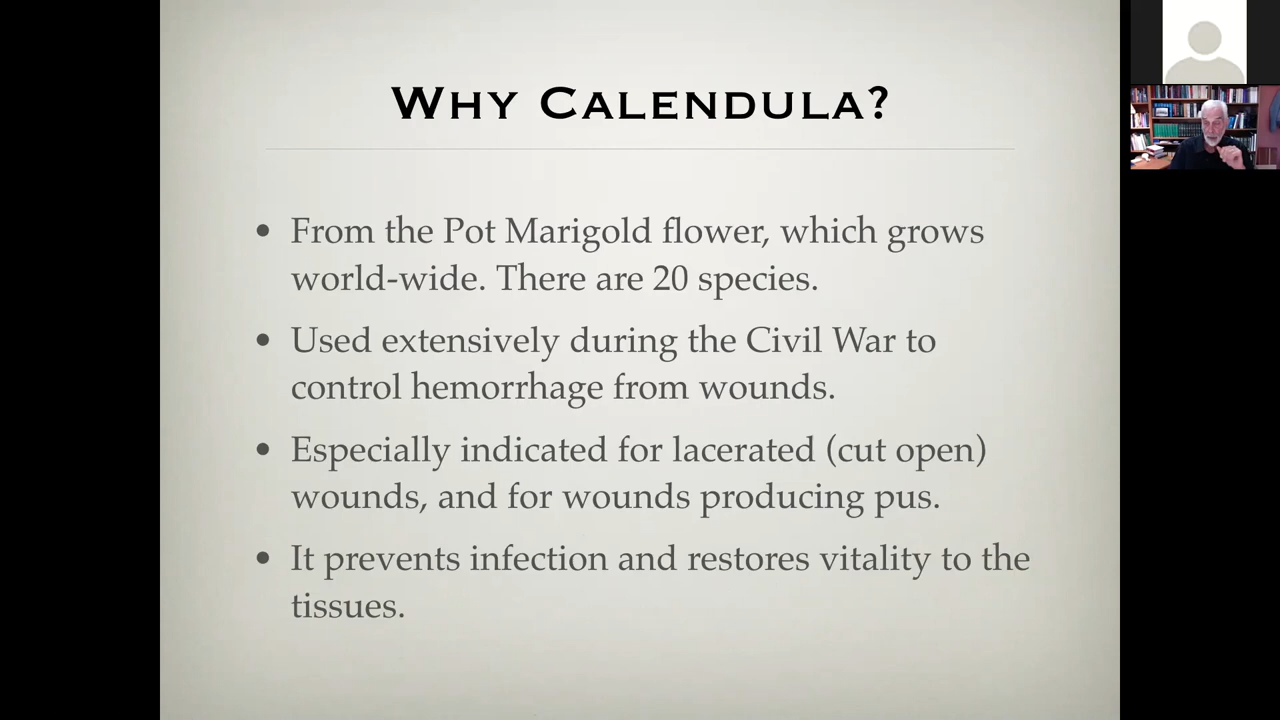 WHY CALENDULA?
• From the Pot Marigold flower, which grows
world-wide. There are 20 species.
• Used extensively during the Civil War to
control hemorrhage from wounds.
• Especially indicated for lacerated (cut open)
wounds, and for wounds producing pus.
• It prevents infection and restores vitality to the
tissues.